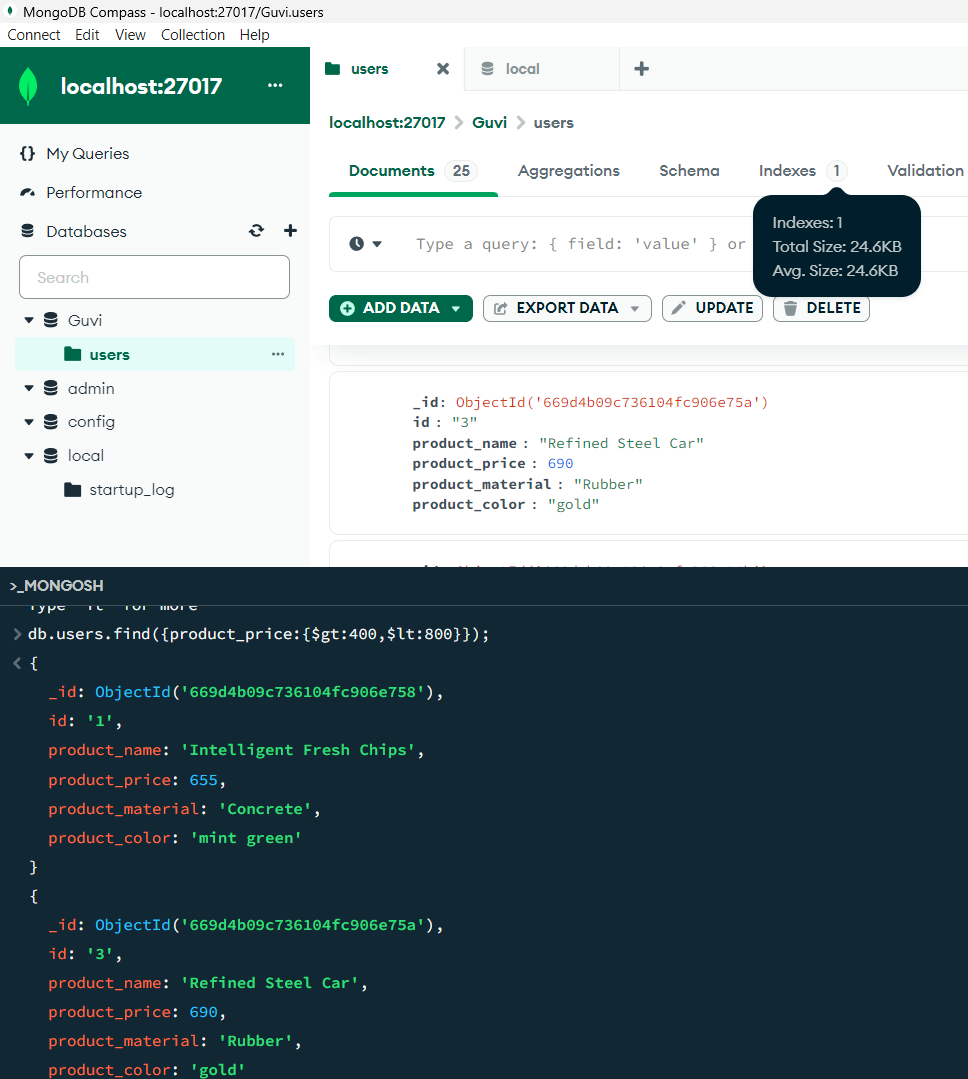 MongoDB Compass - localhost:27017/Guvi.users
Connect Edit View Collection Help
localhost:27017 ...
My Queries
Performance
Databases
Search
Guvi
users ...
admin
config
local
startup_log
users
local
localhost:27017 > Guvi > users
Documents 25 Aggregations Schema Indexes 1 Validation
Indexes: 1
Total Size: 24.6KB
Avg. Size: 24.6KB
Type a query: { field: 'value' } or
ADD DATA EXPORT DATA UPDATE DELETE
_id: ObjectId('669d4b09c736104fc906e75a')
id : "3"
product_name : "Refined Steel Car"
product_price : 690
product_material : "Rubber"
product_color : "gold"
>_MONGOSH
Type "it" for more
> db.users.find({product_price:{$gt:400,$lt:800}});
< {
_id: ObjectId('669d4b09c736104fc906e758'),
id: '1',
product_name: 'Intelligent Fresh Chips',
product_price: 655,
product_material: 'Concrete',
product_color: 'mint green'
}
{
_id: ObjectId('669d4b09c736104fc906e75a'),
id: '3',
product_name: 'Refined Steel Car',
product_price: 690,
product_material: 'Rubber',
product_color: 'gold'